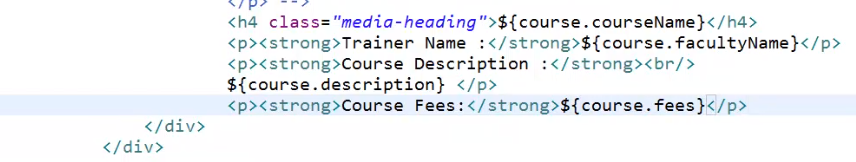 </p> -->
<h4 class="media-heading">${course.courseName}</h4>
<p><strong>Trainer Name :</strong>${course.facultyName}</p>
<p><strong>Course Description :</strong><br/>
${course.description} </p>
<p><strong>Course Fees:</strong>${course.fees}</p>
</div>
</div>